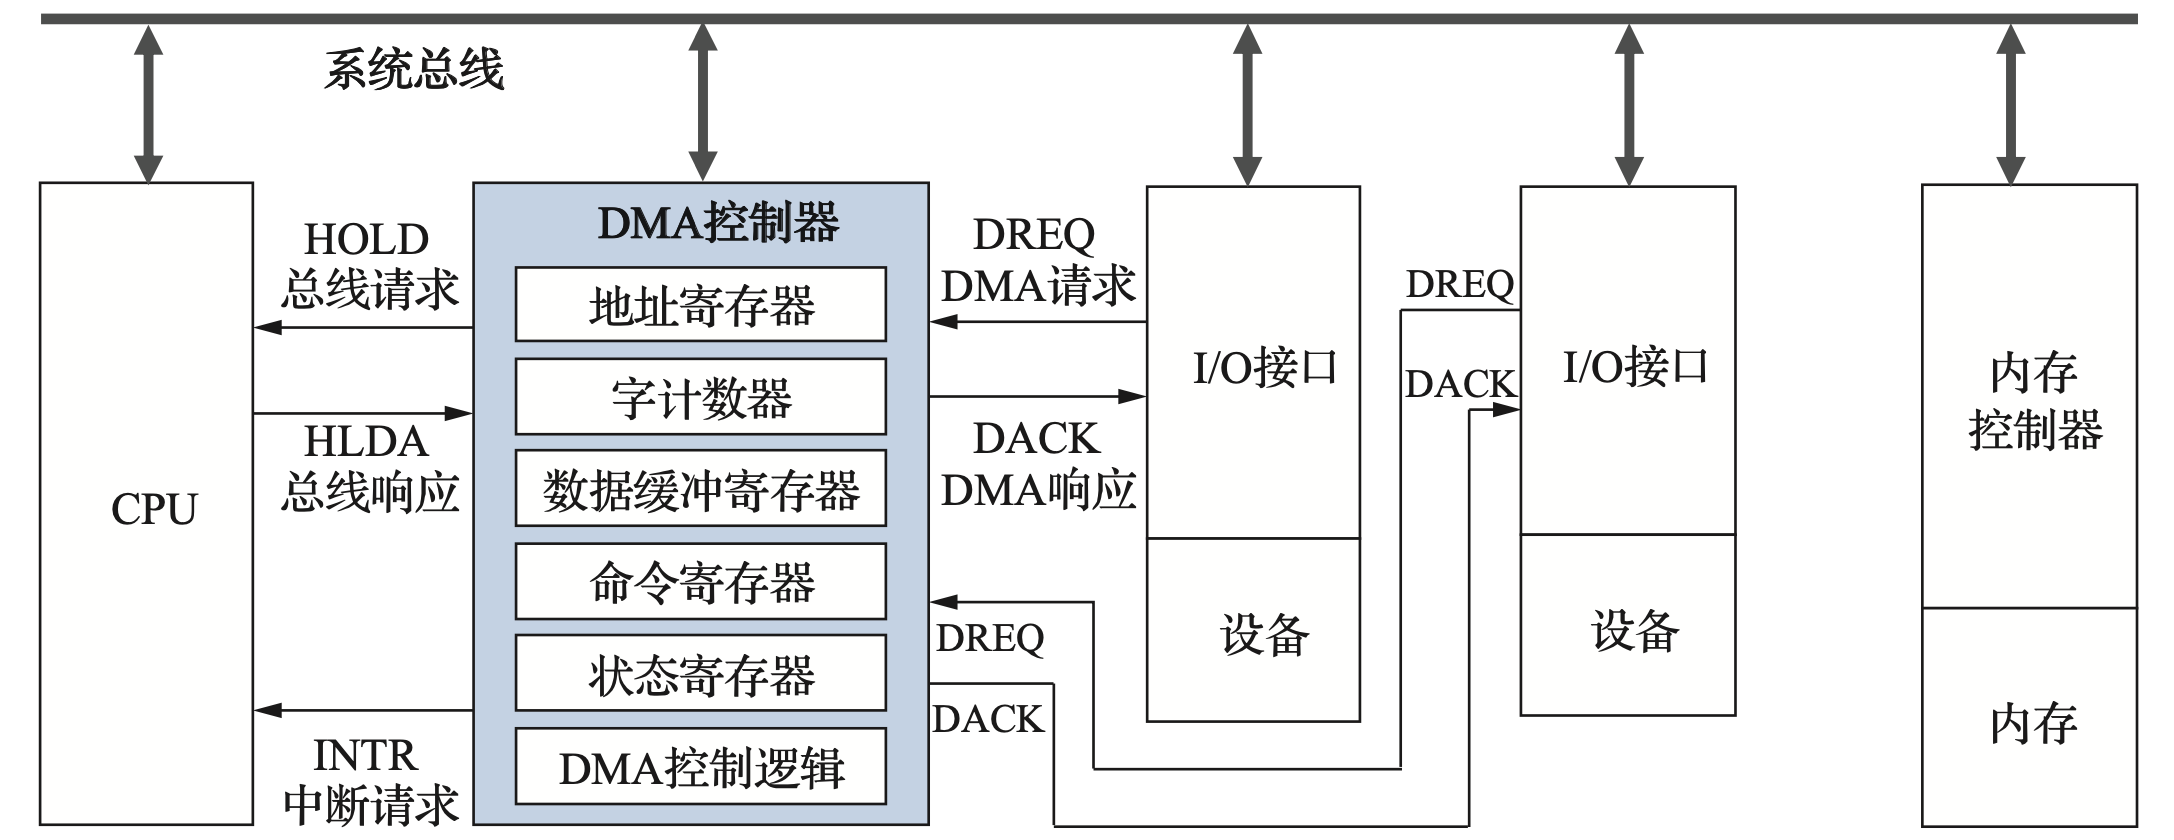 系统总线
CPU
HOLD
总线请求
HLDA
总线响应
INTR
中断请求
DMA控制器
地址寄存器
字计数器
数据缓冲寄存器
命令寄存器
状态寄存器
DMA控制逻辑
DREQ
DMA请求
DACK
DMA响应
DREQ
DACK
I/O接口
设备
DREQ
DACK
I/O接口
设备
内存
控制器
内存